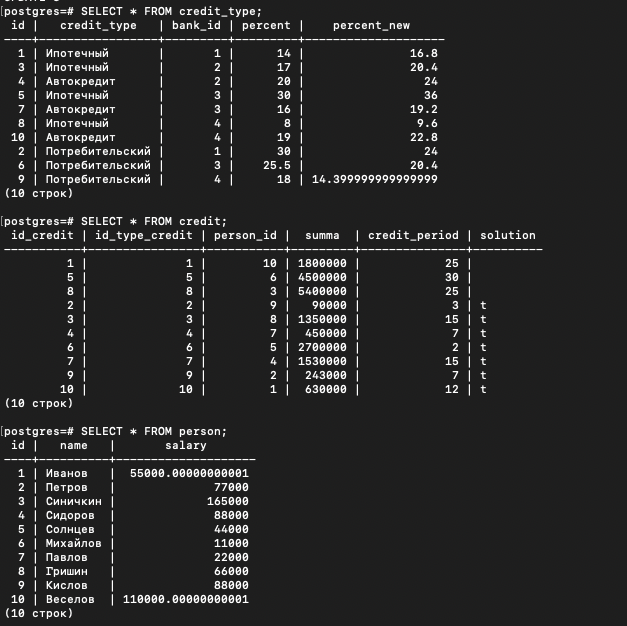 [postgres=# SELECT * FROM credit_type;
 id |   credit_type   | bank_id | percent |    percent_new
----+-----------------+---------+---------+--------------------
  1 | Ипотечный       |       1 |      14 |               16.8
  3 | Ипотечный       |       2 |      17 |               20.4
  4 | Автокредит      |       2 |      20 |                 24
  5 | Ипотечный       |       3 |      30 |                 36
  7 | Автокредит      |       3 |      16 |               19.2
  8 | Ипотечный       |       4 |       8 |                9.6
 10 | Автокредит      |       4 |      19 |               22.8
  2 | Потребительский |       1 |      30 |                 24
  6 | Потребительский |       3 |    25.5 |               20.4
  9 | Потребительский |       4 |      18 | 14.399999999999999
(10 строк)
[postgres=# SELECT * FROM credit;
 id_credit | id_type_credit | person_id |  summa  | credit_period | solution
-----------+----------------+-----------+---------+---------------+----------
         1 |              1 |        10 | 1800000 |            25 |
         5 |              5 |         6 | 4500000 |            30 |
         8 |              8 |         3 | 5400000 |            25 |
         2 |              2 |         9 |   90000 |             3 | t
         3 |              3 |         8 | 1350000 |            15 | t
         4 |              4 |         7 |  450000 |             7 | t
         6 |              6 |         5 | 2700000 |             2 | t
         7 |              7 |         4 | 1530000 |            15 | t
         9 |              9 |         2 |  243000 |             7 | t
        10 |             10 |         1 |  630000 |            12 | t
(10 строк)
[postgres=# SELECT * FROM person;
 id |   name   |       salary
----+----------+--------------------
  1 | Иванов   |  55000.00000000001
  2 | Петров   |              77000
  3 | Синичкин |             165000
  4 | Сидоров  |              88000
  5 | Солнцев  |              44000
  6 | Михайлов |              11000
  7 | Павлов   |              22000
  8 | Гришин   |              66000
  9 | Кислов   |              88000
 10 | Веселов  | 110000.00000000001
(10 строк)